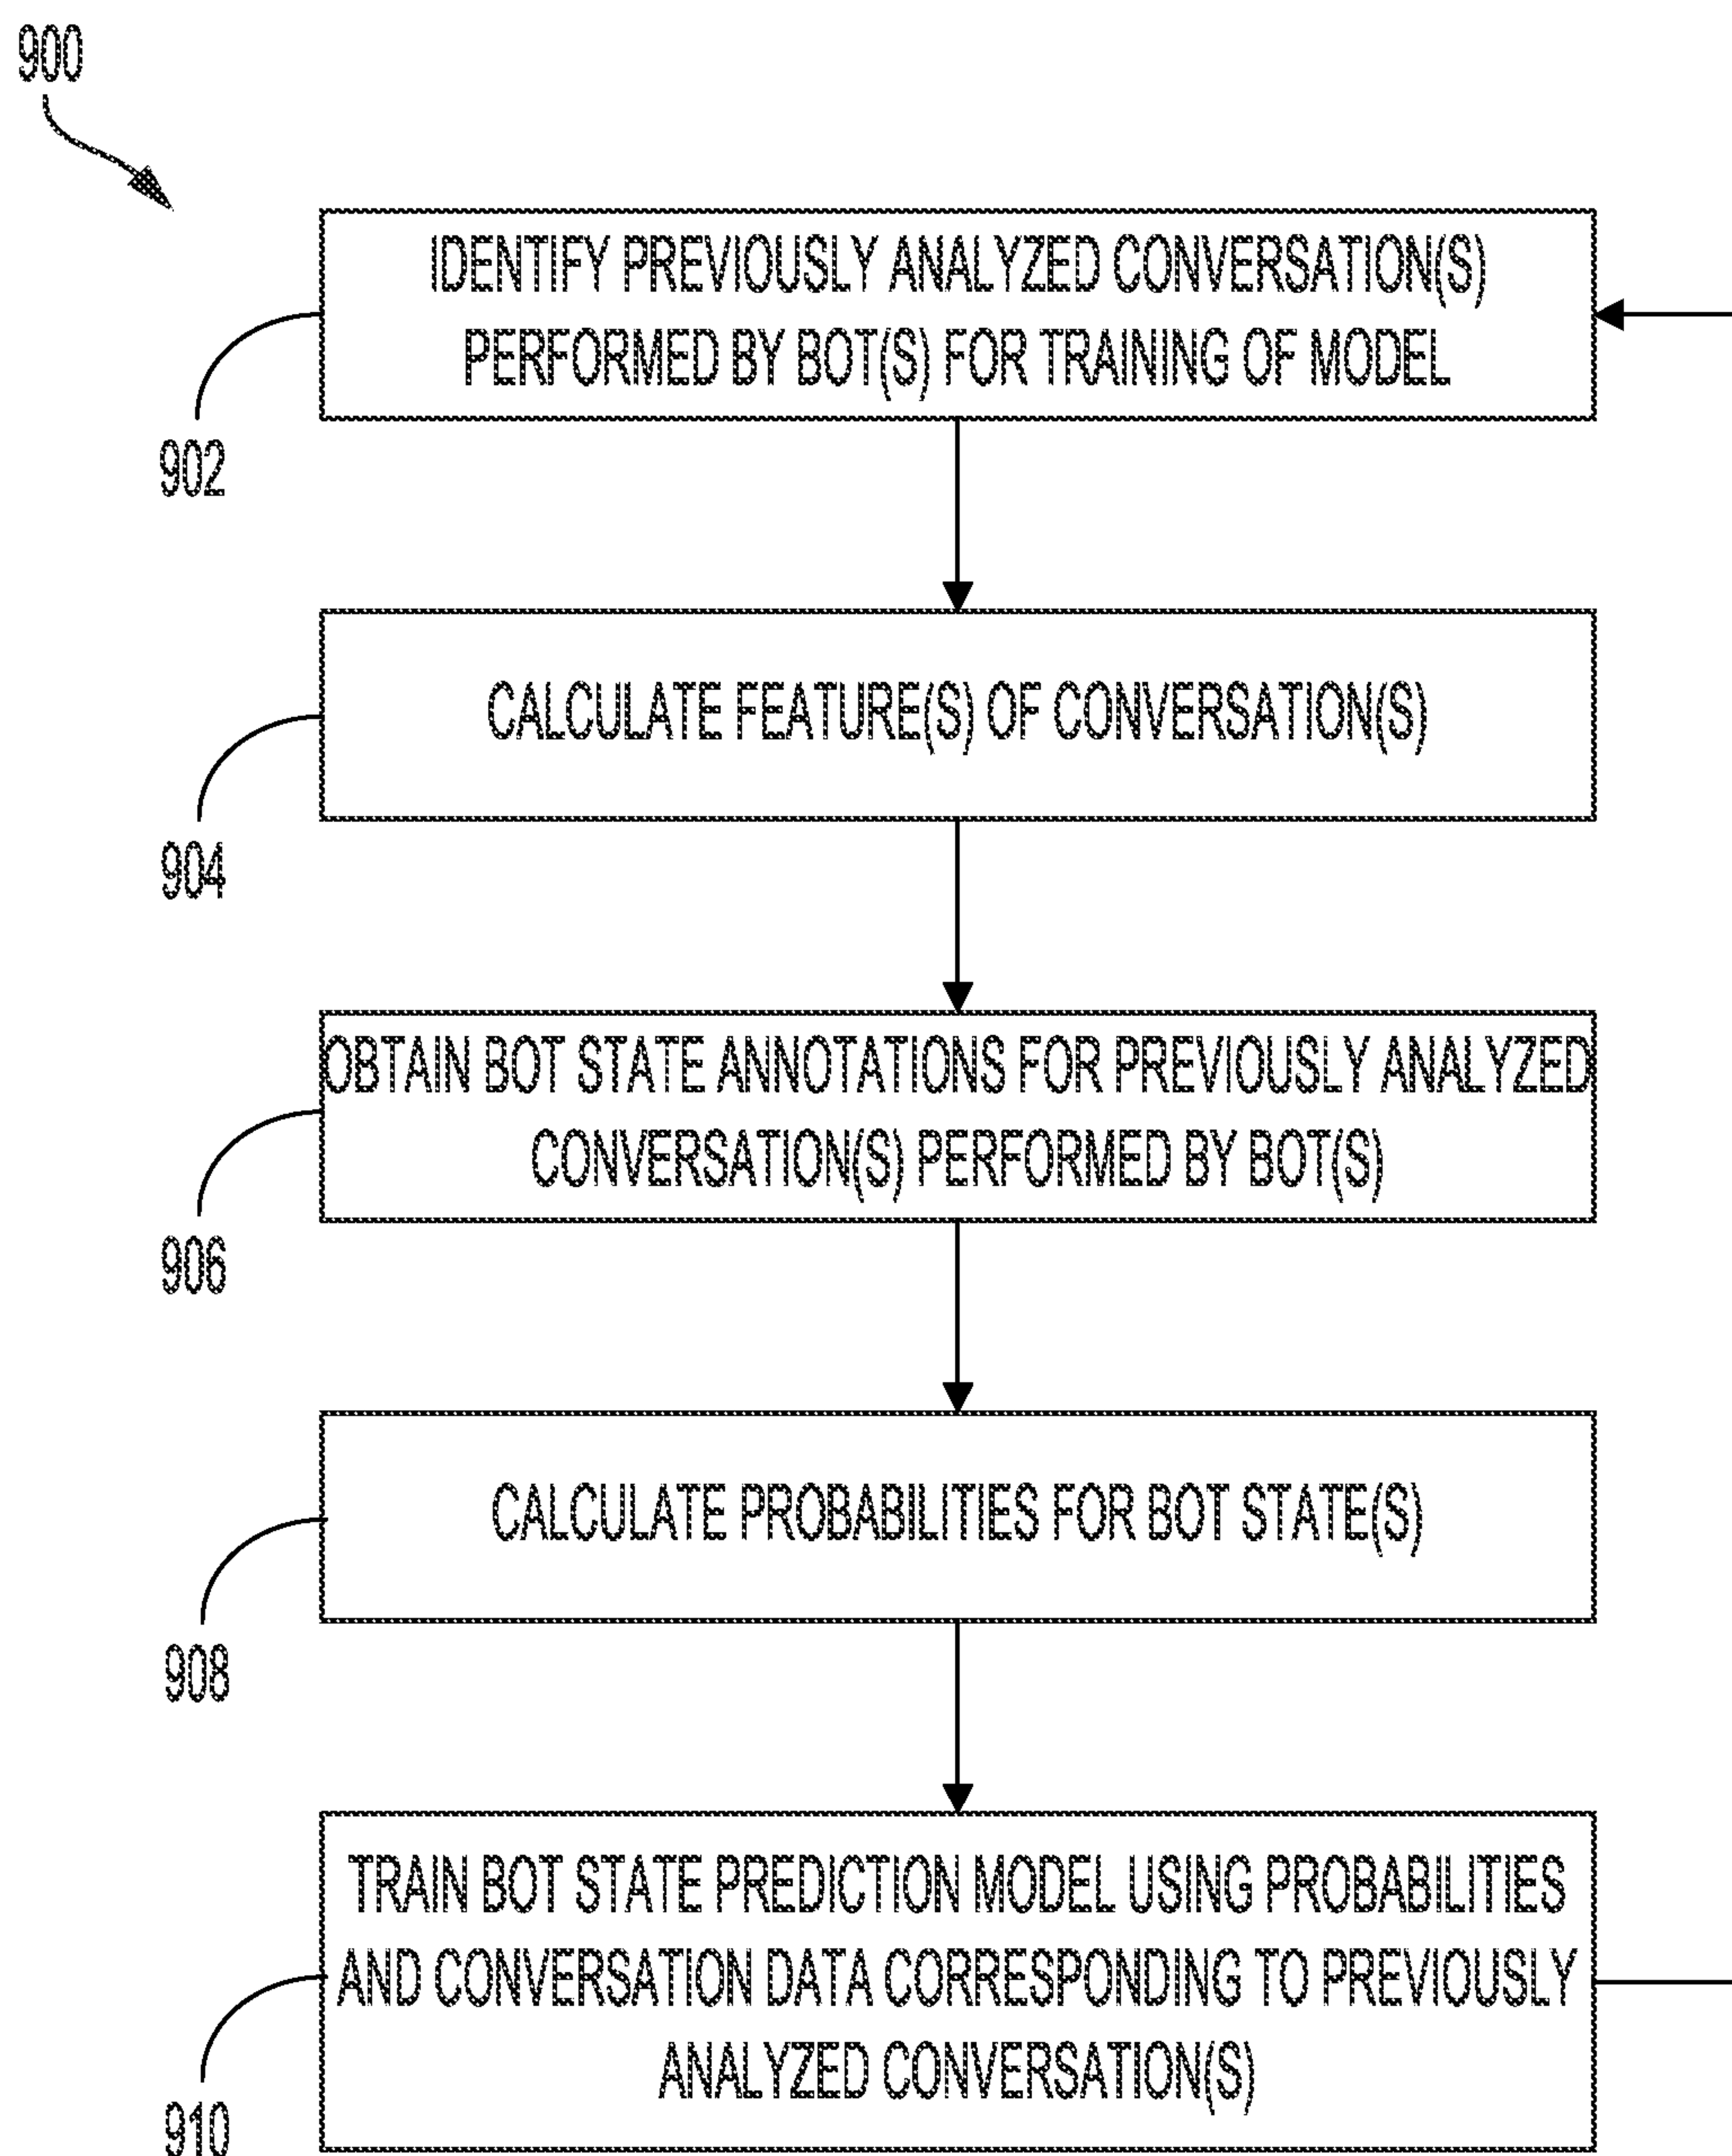 900
IDENTIFY PREVIOUSLY ANALYZED CONVERSATION(S)
PERFORMED BY BOT(S) FOR TRAINING OF MODEL
902
CALCULATE FEATURE(S) OF CONVERSATION(S)
904
OBTAIN BOT STATE ANNOTATIONS FOR PREVIOUSLY ANALYZED
CONVERSATION(S) PERFORMED BY BOT(S)
906
CALCULATE PROBABILITIES FOR BOT STATE(S)
908
TRAIN BOT STATE PREDICTION MODEL USING PROBABILITIES
AND CONVERSATION DATA CORRESPONDING TO PREVIOUSLY
ANALYZED CONVERSATION(S)
910